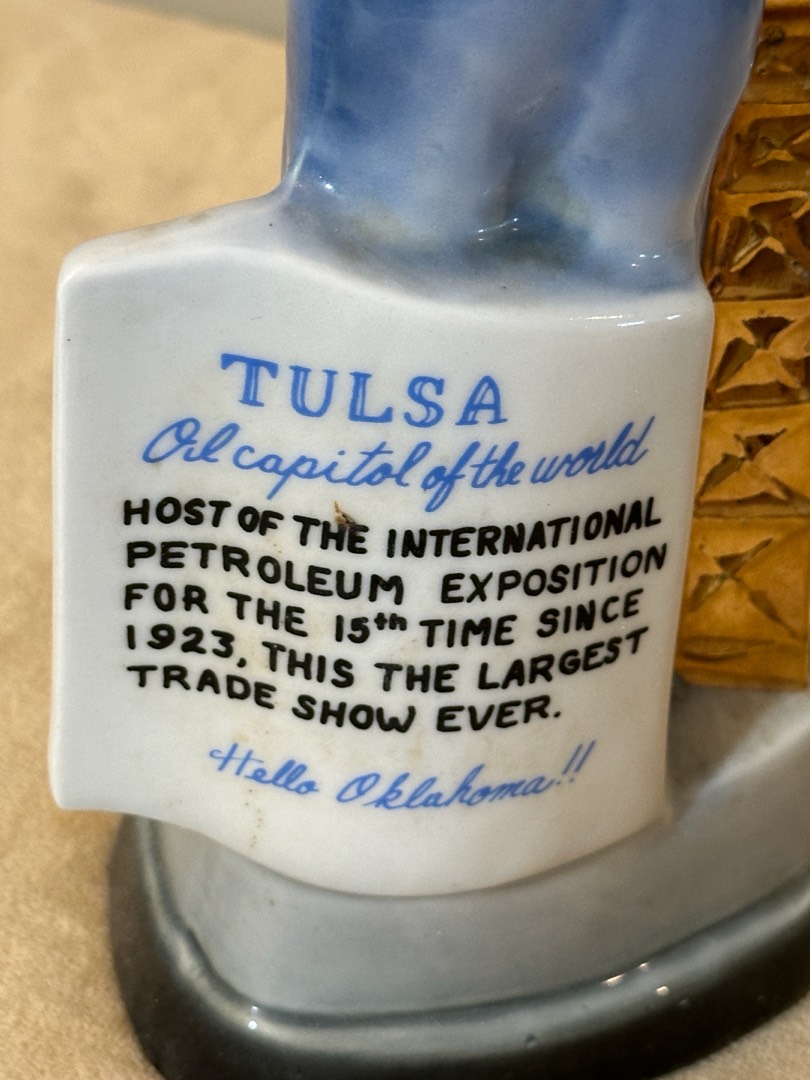 TULSA
Oil capitol of the world
HOST OF THE INTERNATIONAL
PETROLEUM EXPOSITION
FOR THE 15th TIME SINCE
1923, THIS THE LARGEST
TRADE SHOW EVER.
Hello Oklahoma!!